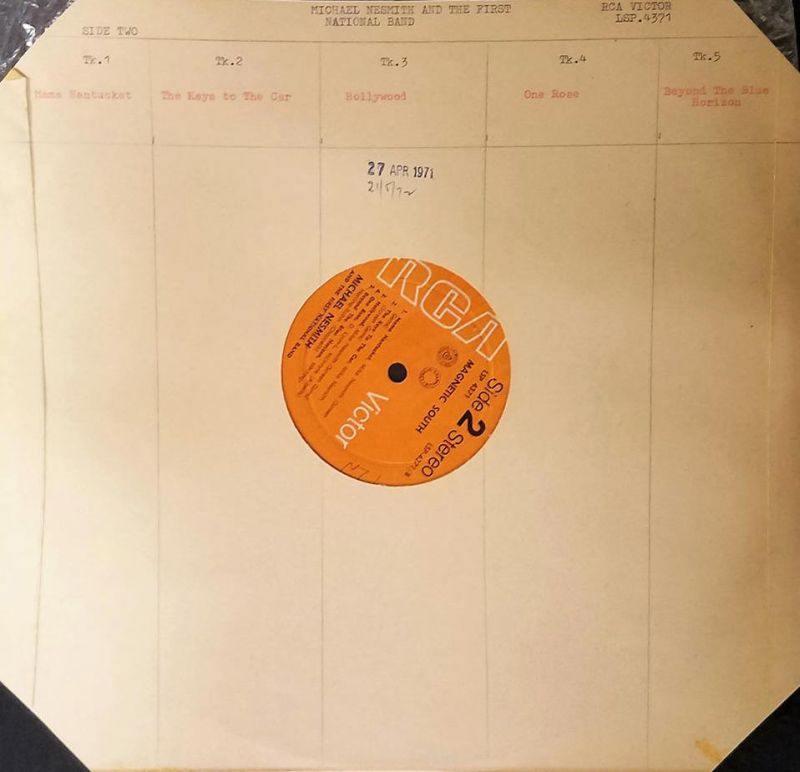 SIDE TWO
MICHAEL NESMITH AND THE FIRST
NATIONAL BAND
RCA VICTOR
LSP.4371
Tk.1
Tk.2
Tk.3
Tk.4
Tk.5
Mama Nantucket
The Keys to The Car
Hollywood
One Rose
Beyond The Blue
Horizon
27 APR 1971
RCA
Victor
MAGNETIC SOUTH
LSP 4371
Side 2 Stereo
MICHAEL NESMITH
AND THE FIRST NATIONAL BAND